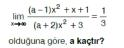 lim x→∞ (a–1)x² + x + 1 / (a+2)x² + 3 = 1/3
olduğuna göre, a kaçtır?